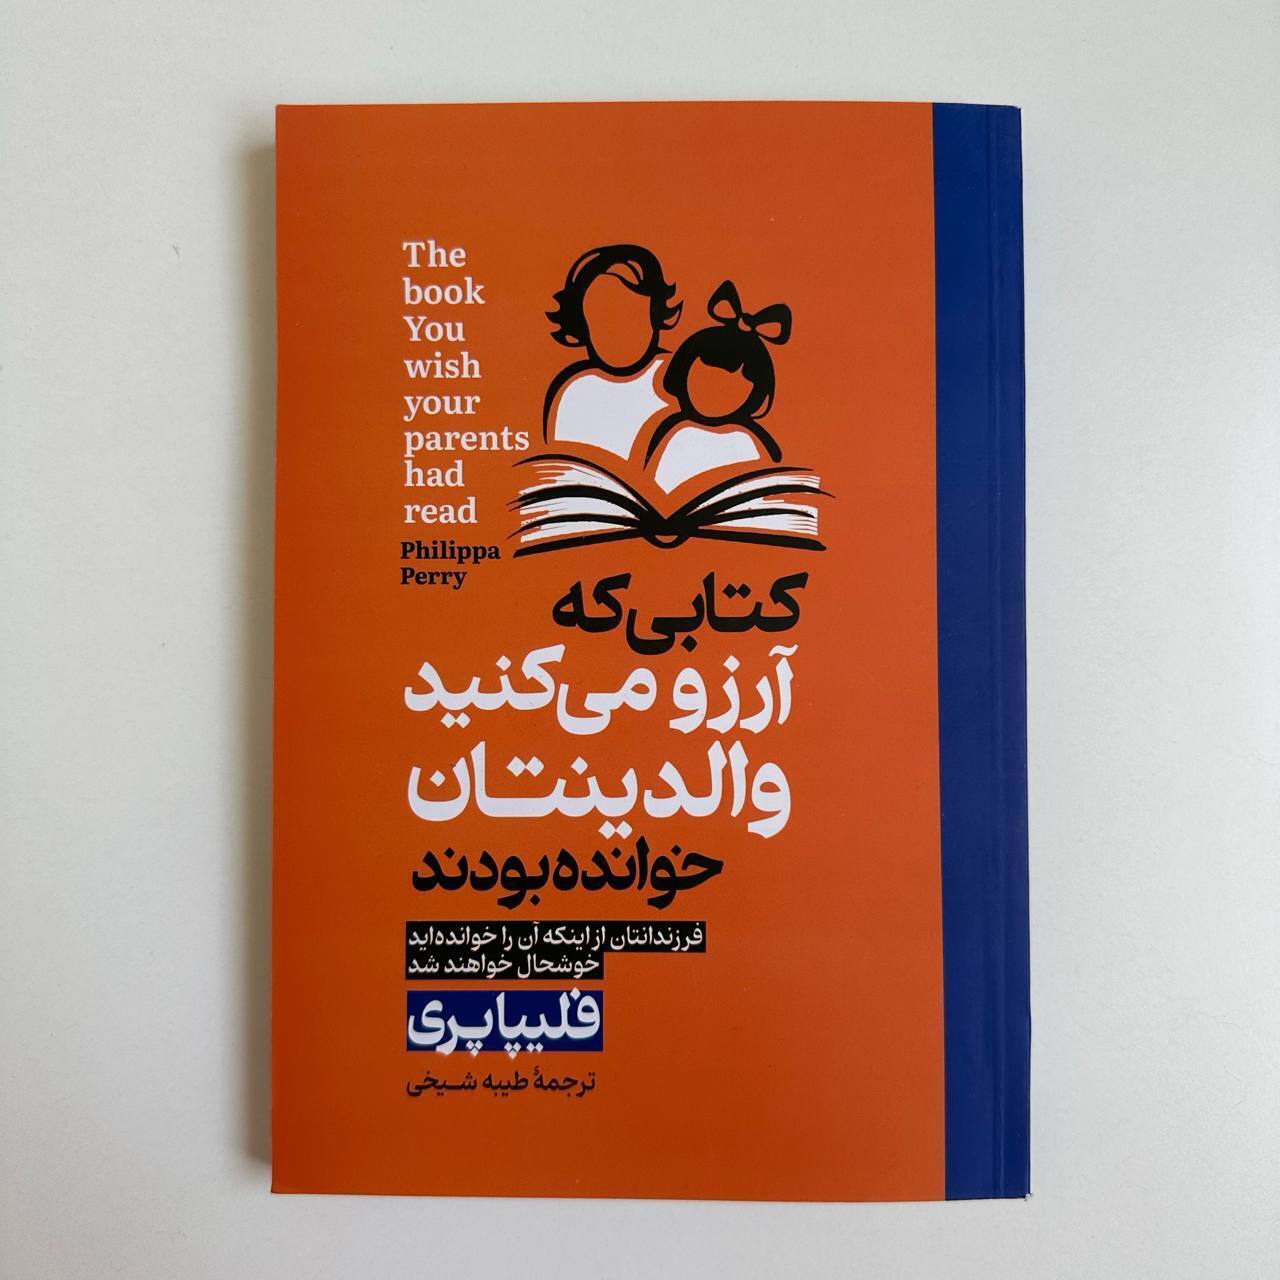 The
book
You
wish
your
parents
had
read
Philippa
Perry
کتابی‌که
آرزو می‌کنید
والدینتان
خوانده‌بودند
فرزندانتان از اینکه آن را خوانده‌اید
خوشحال خواهند شد
فلیپا پری
ترجمهٔ طیبه شیخی